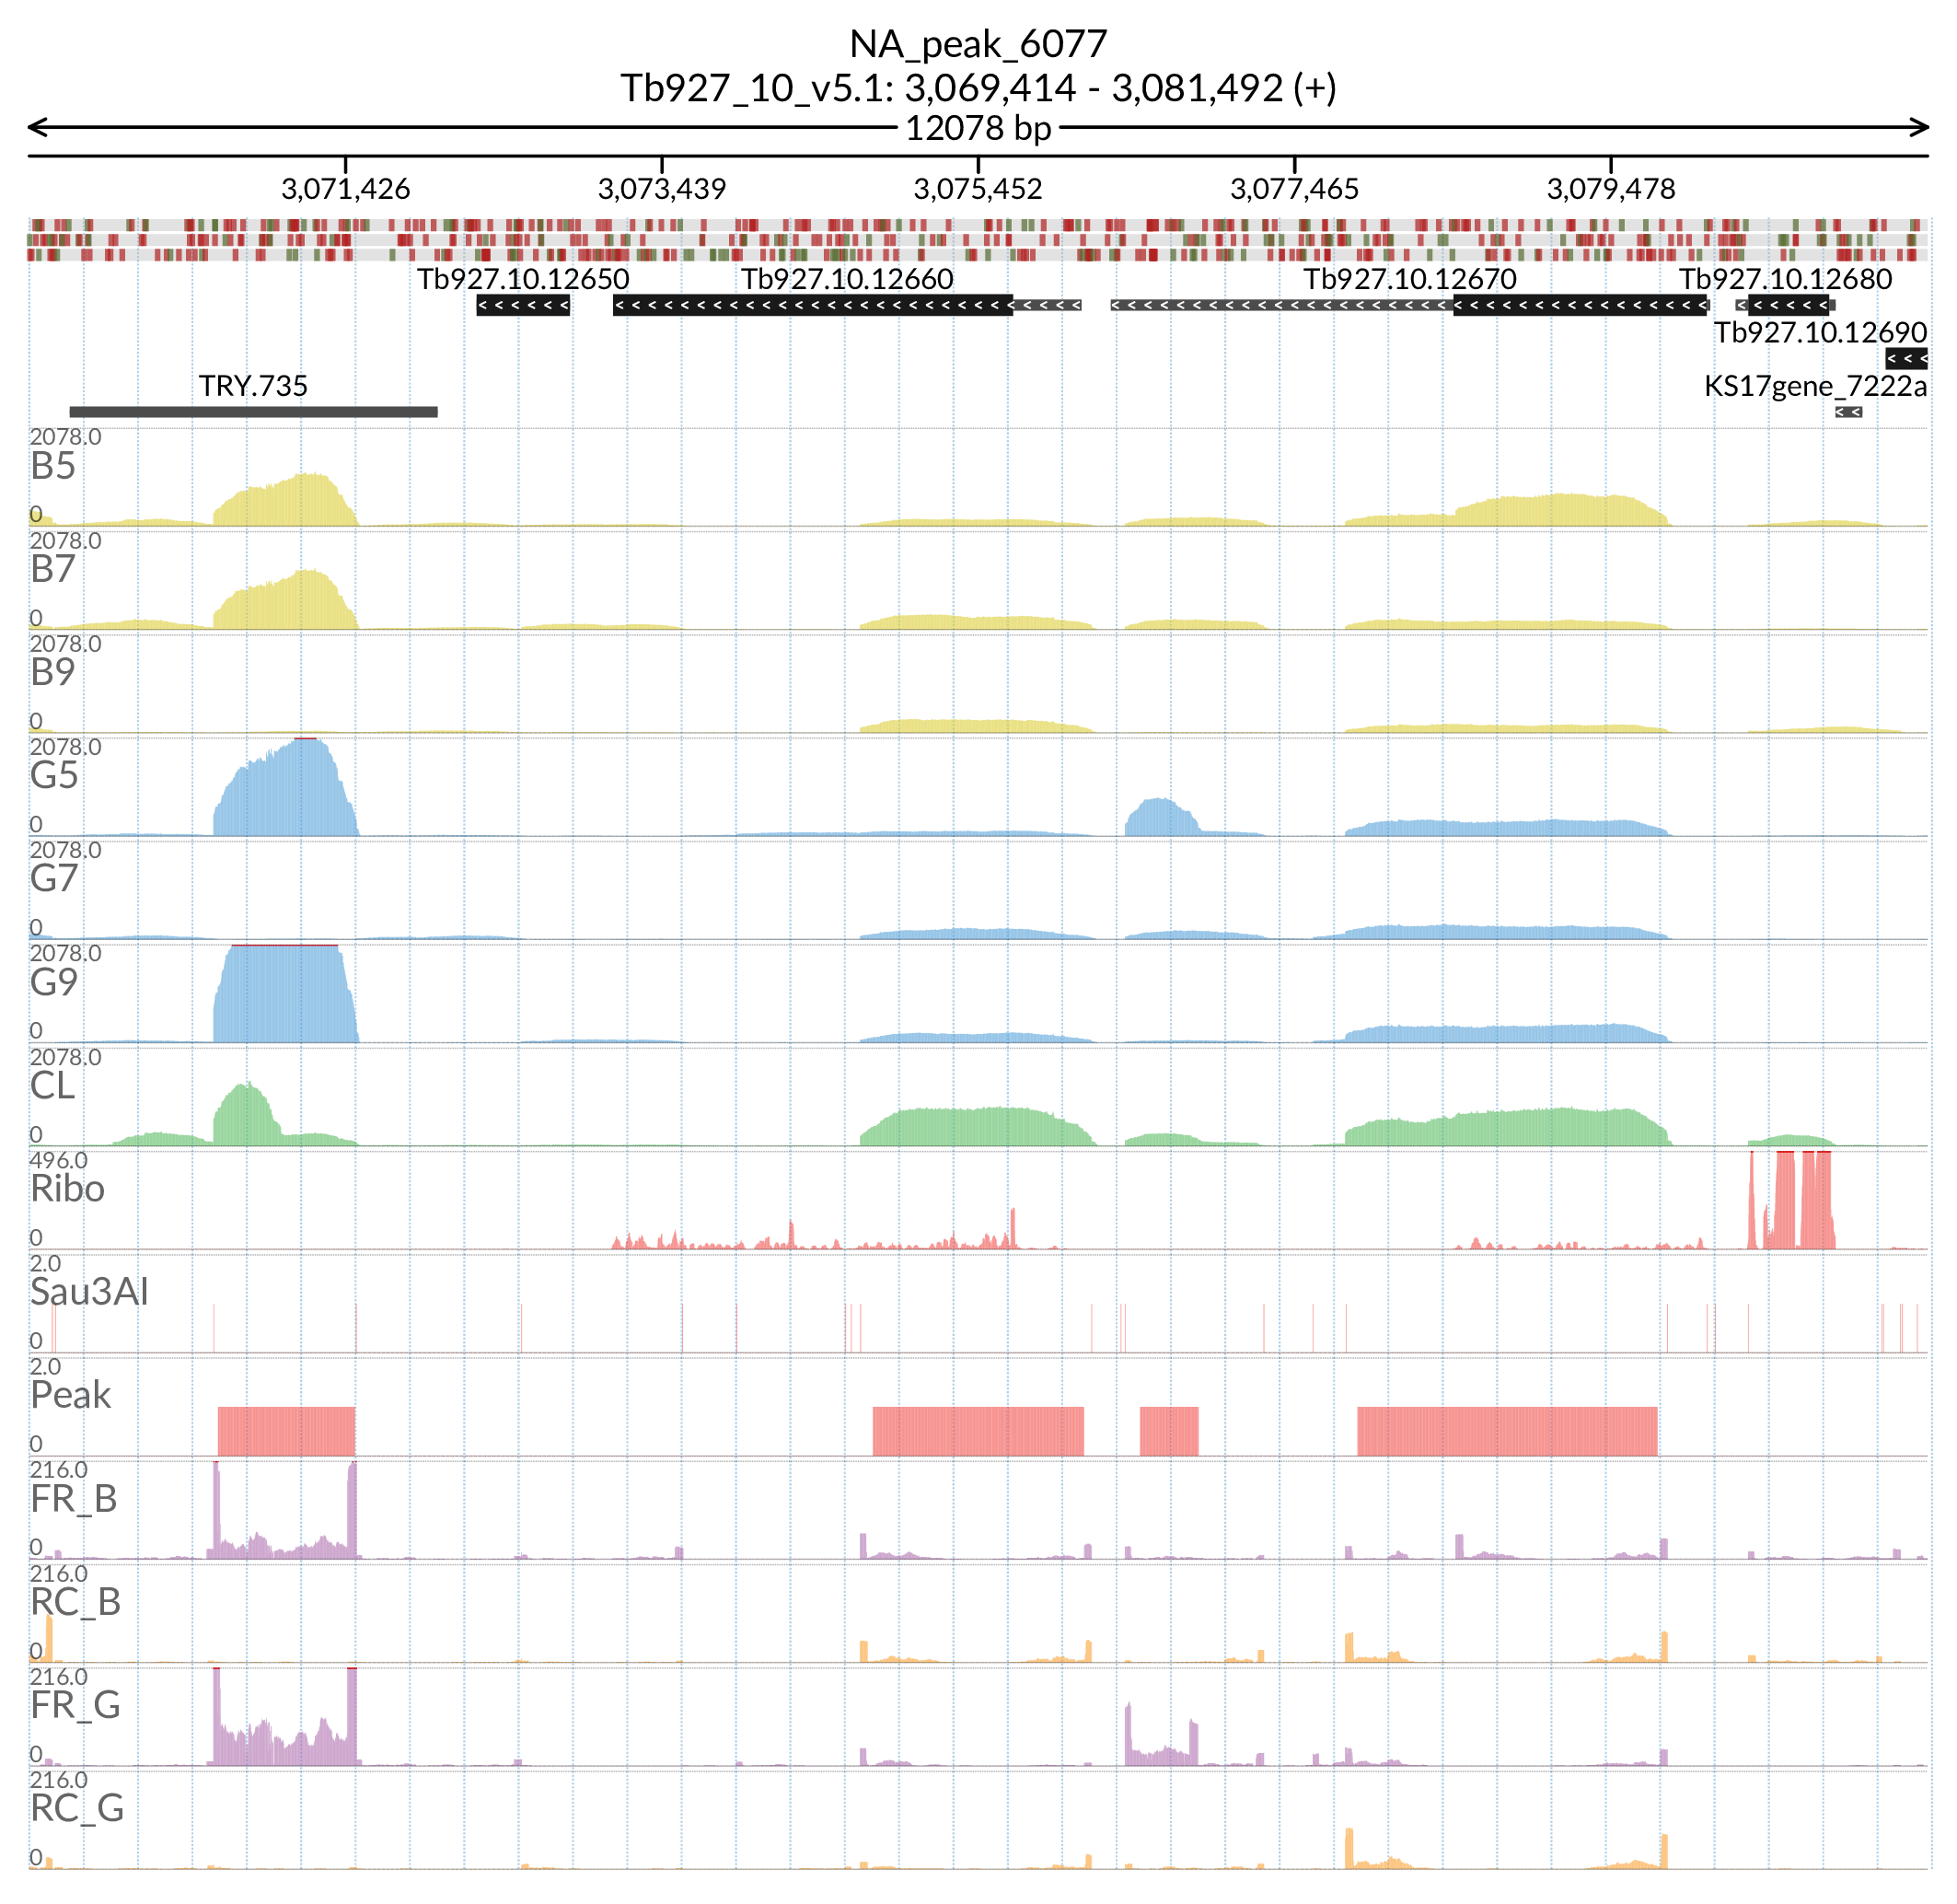 NA_peak_6077
Tb927_10_v5.1: 3,069,414 - 3,081,492 (+)
12078 bp
3,071,426 3,073,439 3,075,452 3,077,465 3,079,478
Tb927.10.12650 Tb927.10.12660 Tb927.10.12670 Tb927.10.12680
Tb927.10.12690
TRY.735 KS17gene_7222a
2078.0
B5
0
2078.0
B7
0
2078.0
B9
0
2078.0
G5
0
2078.0
G7
0
2078.0
G9
0
2078.0
CL
0
496.0
Ribo
0
2.0
Sau3AI
0
2.0
Peak
0
216.0
FR_B
0
216.0
RC_B
0
216.0
FR_G
0
216.0
RC_G
0